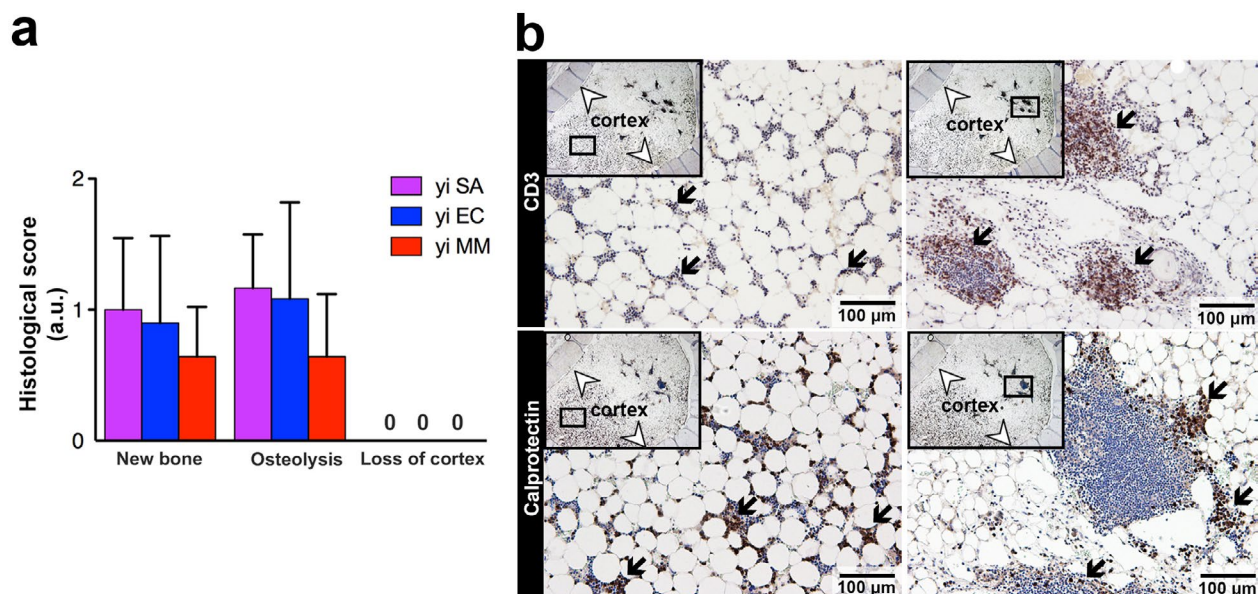 a
2
1
0
Histological score
(a.u.)
yi SA
yi EC
yi MM
0 0 0
New bone Osteolysis Loss of cortex
b
CD3
cortex
100 µm
cortex
100 µm
Calprotectin
cortex
100 µm
cortex
100 µm